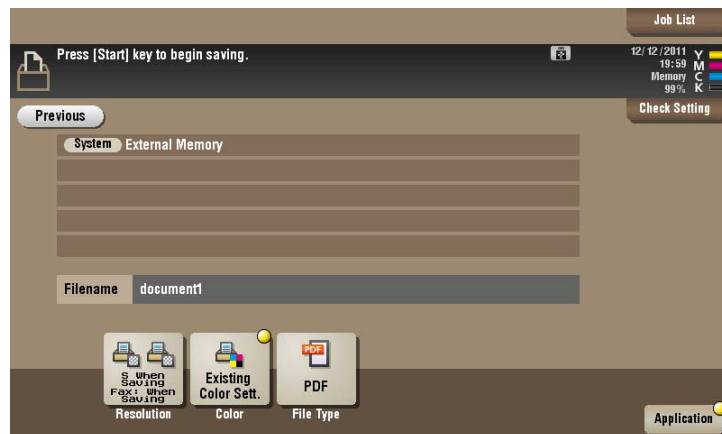 Job List
Press [Start] key to begin saving.
12/12/2011
19:59
Memory
99%
Y
M
C
K
Previous
Check Setting
System External Memory
Filename document1
S When
Saving
Fax: When
Saving
Resolution
Existing
Color Sett.
Color
PDF
PDF
File Type
Application